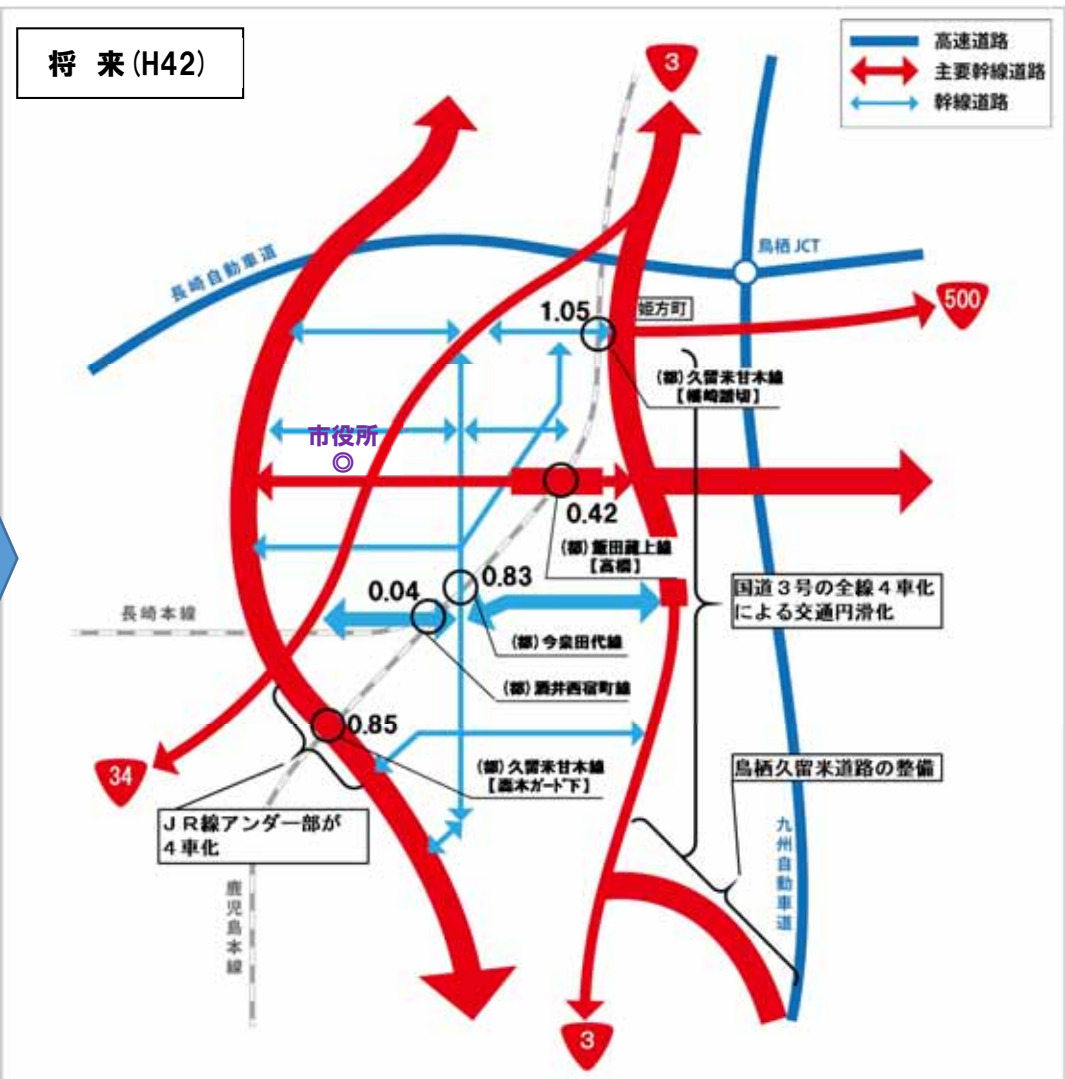 将 来(H42)
高速道路
主要幹線道路
幹線道路
3
鳥栖JCT
長崎自動車道
500
1.05
姫方町
(都)久留米甘木線
市役所
◎
0.42
(都)飯田蔵上線
【高橋】
0.83
0.04
国道3号の全線4車化
による交通円滑化
長崎本線
(都)今泉田代線
(都)酒井西宿町線
0.85
34
(都)久留米甘木線
鳥栖久留米道路の整備
JR線アンダー部が
4車化
九州自動車道
鹿児島本線
3